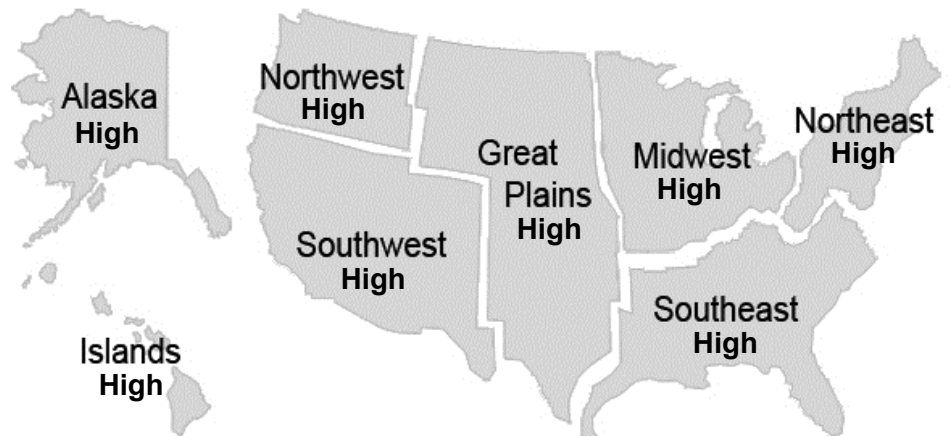 Alaska
High
Northwest
High
Great
Plains
High
Midwest
High
Northeast
High
Southwest
High
Southeast
High
Islands
High